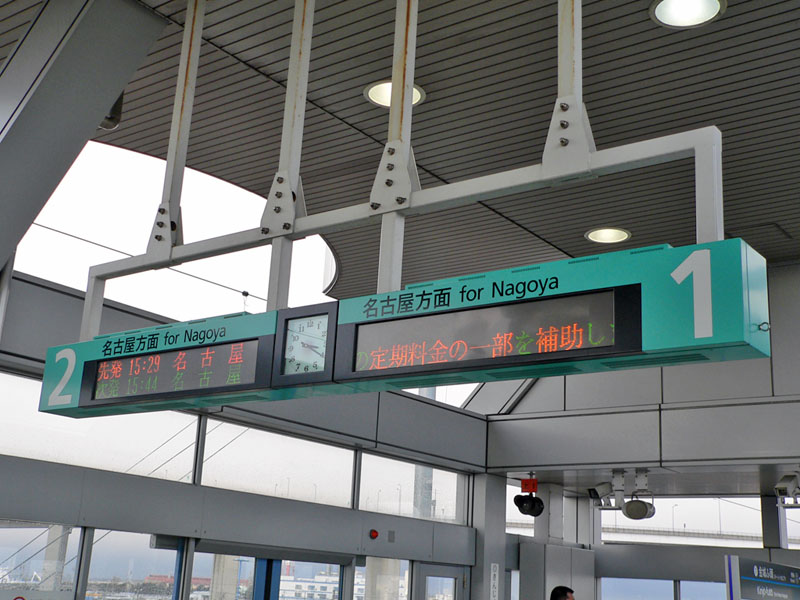 2
名古屋方面 for Nagoya
先発 15:29 名古屋
次発 15:44 名古屋
名古屋方面 for Nagoya
の定期料金の一部を補助し
1